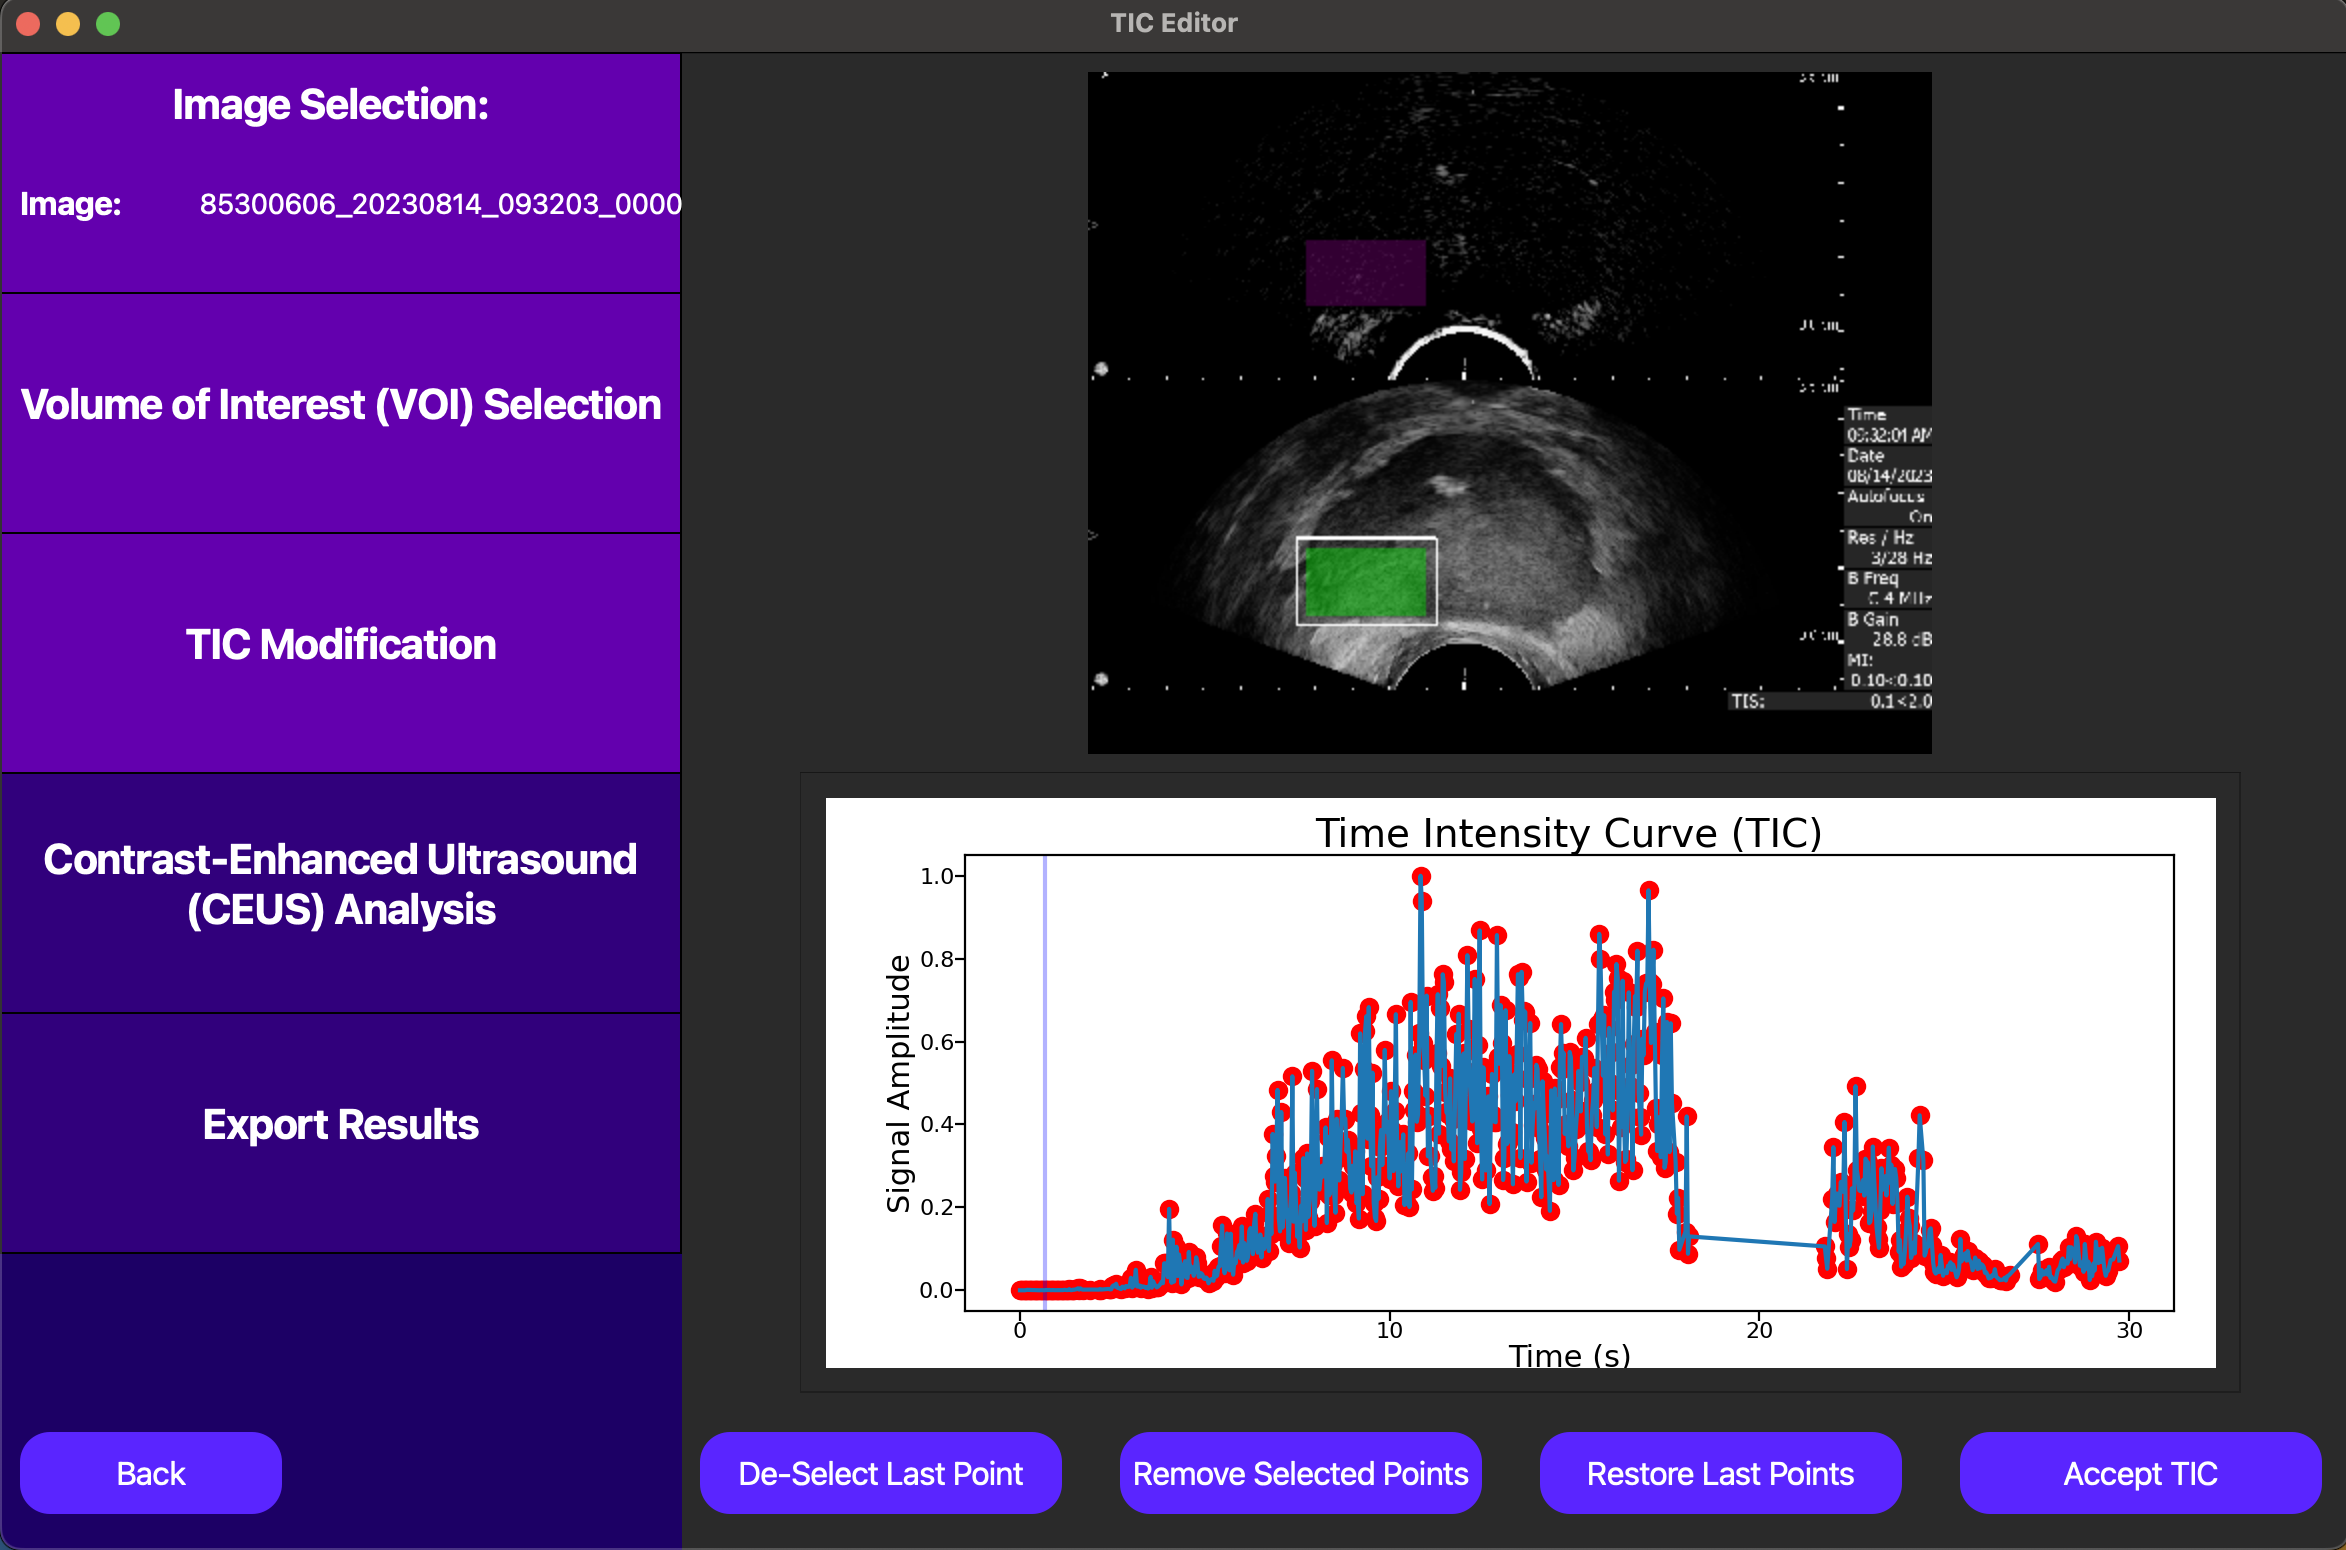 TIC Editor
Image Selection:
Image: 85300606_20230814_093203_0000
Volume of Interest (VOI) Selection
TIC Modification
Contrast-Enhanced Ultrasound
(CEUS) Analysis
Export Results
Back
Time
09:32:01 AM
Date
08/14/2023
Autofocus
On
Res / Hz
3/28 Hz
B Freq
B Gain
28.8 dB
MI:
0.10<0.10
TIS: 0.1<2.0
Time Intensity Curve (TIC)
Signal Amplitude
1.0
0.8
0.6
0.4
0.2
0.0
0 10 20 30
Time (s)
De-Select Last Point
Remove Selected Points
Restore Last Points
Accept TIC